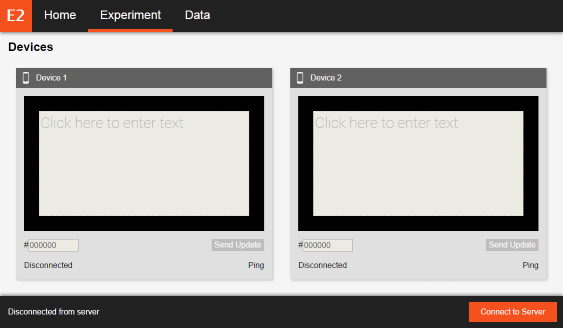 E2 Home Experiment Data
Devices
Device 1
Click here to enter text
#000000 Send Update
Disconnected Ping
Device 2
Click here to enter text
#000000 Send Update
Disconnected Ping
Disconnected from server Connect to Server